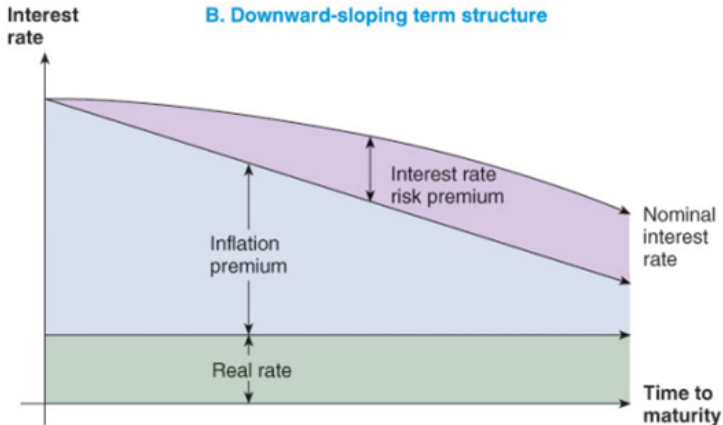 Interest
rate
B. Downward-sloping term structure
Interest rate
risk premium
Nominal
interest
rate
Inflation
premium
Real rate
Time to
maturity